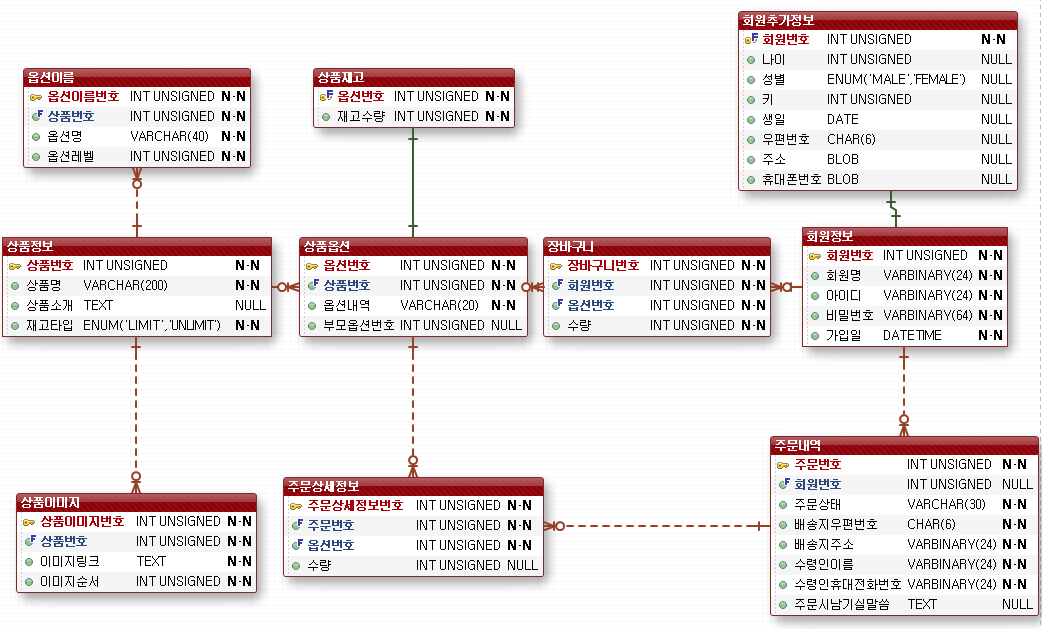 회원추가정보
회원번호 INT UNSIGNED N-N
나이 INT UNSIGNED NULL
성별 ENUM('MALE','FEMALE') NULL
키 INT UNSIGNED NULL
생일 DATE NULL
우편번호 CHAR(6) NULL
주소 BLOB NULL
휴대폰번호 BLOB NULL
옵션이름
옵션이름번호 INT UNSIGNED N-N
상품번호 INT UNSIGNED N-N
옵션명 VARCHAR(40) N-N
옵션레벨 INT UNSIGNED N-N
상품재고
옵션번호 INT UNSIGNED N-N
재고수량 INT UNSIGNED N-N
상품정보
상품번호 INT UNSIGNED N-N
상품명 VARCHAR(200) N-N
상품소개 TEXT NULL
재고타입 ENUM('LIMIT','UNLIMIT') N-N
상품옵션
옵션번호 INT UNSIGNED N-N
상품번호 INT UNSIGNED N-N
옵션내역 VARCHAR(20) N-N
부모옵션번호 INT UNSIGNED NULL
장바구니
장바구니번호 INT UNSIGNED N-N
회원번호 INT UNSIGNED N-N
옵션번호 INT UNSIGNED N-N
수량 INT UNSIGNED N-N
회원정보
회원번호 INT UNSIGNED N-N
회원명 VARBINARY(24) N-N
아이디 VARBINARY(24) N-N
비밀번호 VARBINARY(64) N-N
가입일 DATETIME N-N
상품이미지
상품이미지번호 INT UNSIGNED N-N
상품번호 INT UNSIGNED N-N
이미지링크 TEXT N-N
이미지순서 INT UNSIGNED N-N
주문상세정보
주문상세정보번호 INT UNSIGNED N-N
주문번호 INT UNSIGNED N-N
옵션번호 INT UNSIGNED N-N
수량 INT UNSIGNED NULL
주문내역
주문번호 INT UNSIGNED N-N
회원번호 INT UNSIGNED NULL
주문상태 VARCHAR(30) N-N
배송지우편번호 CHAR(6) N-N
배송지주소 VARBINARY(24) N-N
수령인이름 VARBINARY(24) N-N
수령인휴대전화번호 VARBINARY(24) N-N
주문시남기실말씀 TEXT NULL